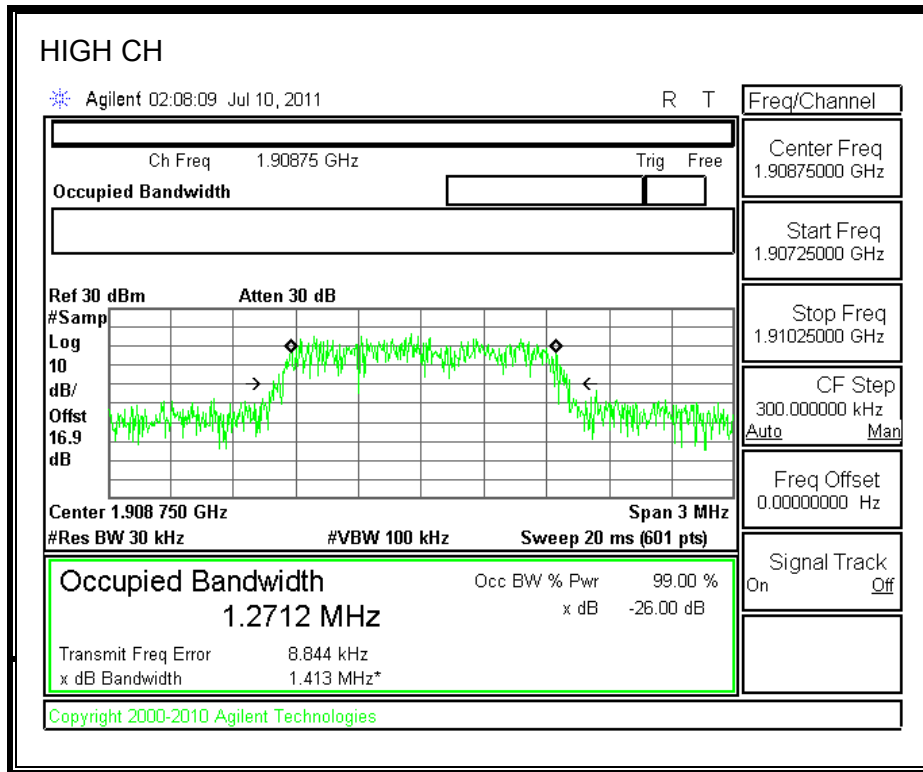 HIGH CH
Agilent 02:08:09 Jul 10, 2011 R T
Freq/Channel
Ch Freq 1.90875 GHz Trig Free
Occupied Bandwidth
Center Freq
1.90875000 GHz
Start Freq
1.90725000 GHz
Stop Freq
1.91025000 GHz
CF Step
300.000000 kHz
Auto Man
Freq Offset
0.00000000 Hz
Signal Track
On Off
Ref 30 dBm Atten 30 dB
#Samp
Log
10
dB/
Offst
16.9
dB
Center 1.908 750 GHz Span 3 MHz
#Res BW 30 kHz #VBW 100 kHz Sweep 20 ms (601 pts)
Occupied Bandwidth Occ BW % Pwr 99.00 %
1.2712 MHz x dB -26.00 dB
Transmit Freq Error 8.844 kHz
x dB Bandwidth 1.413 MHz*
Copyright 2000-2010 Agilent Technologies